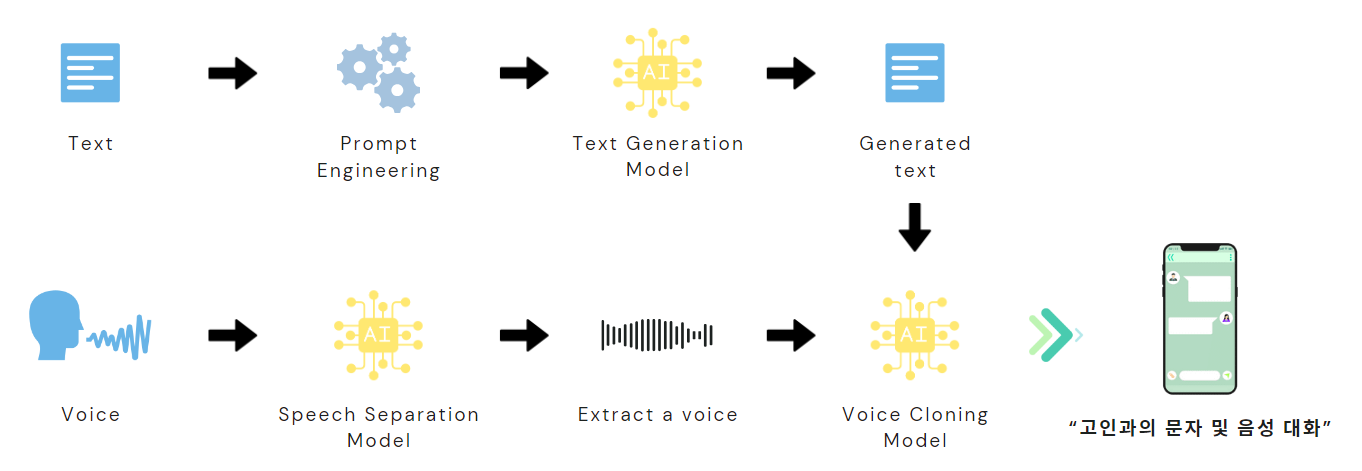 Text
Prompt
Engineering
AI
Text Generation
Model
Generated
text
Voice
AI
Speech Separation
Model
Extract a voice
AI
Voice Cloning
Model
“고인과의 문자 및 음성 대화”